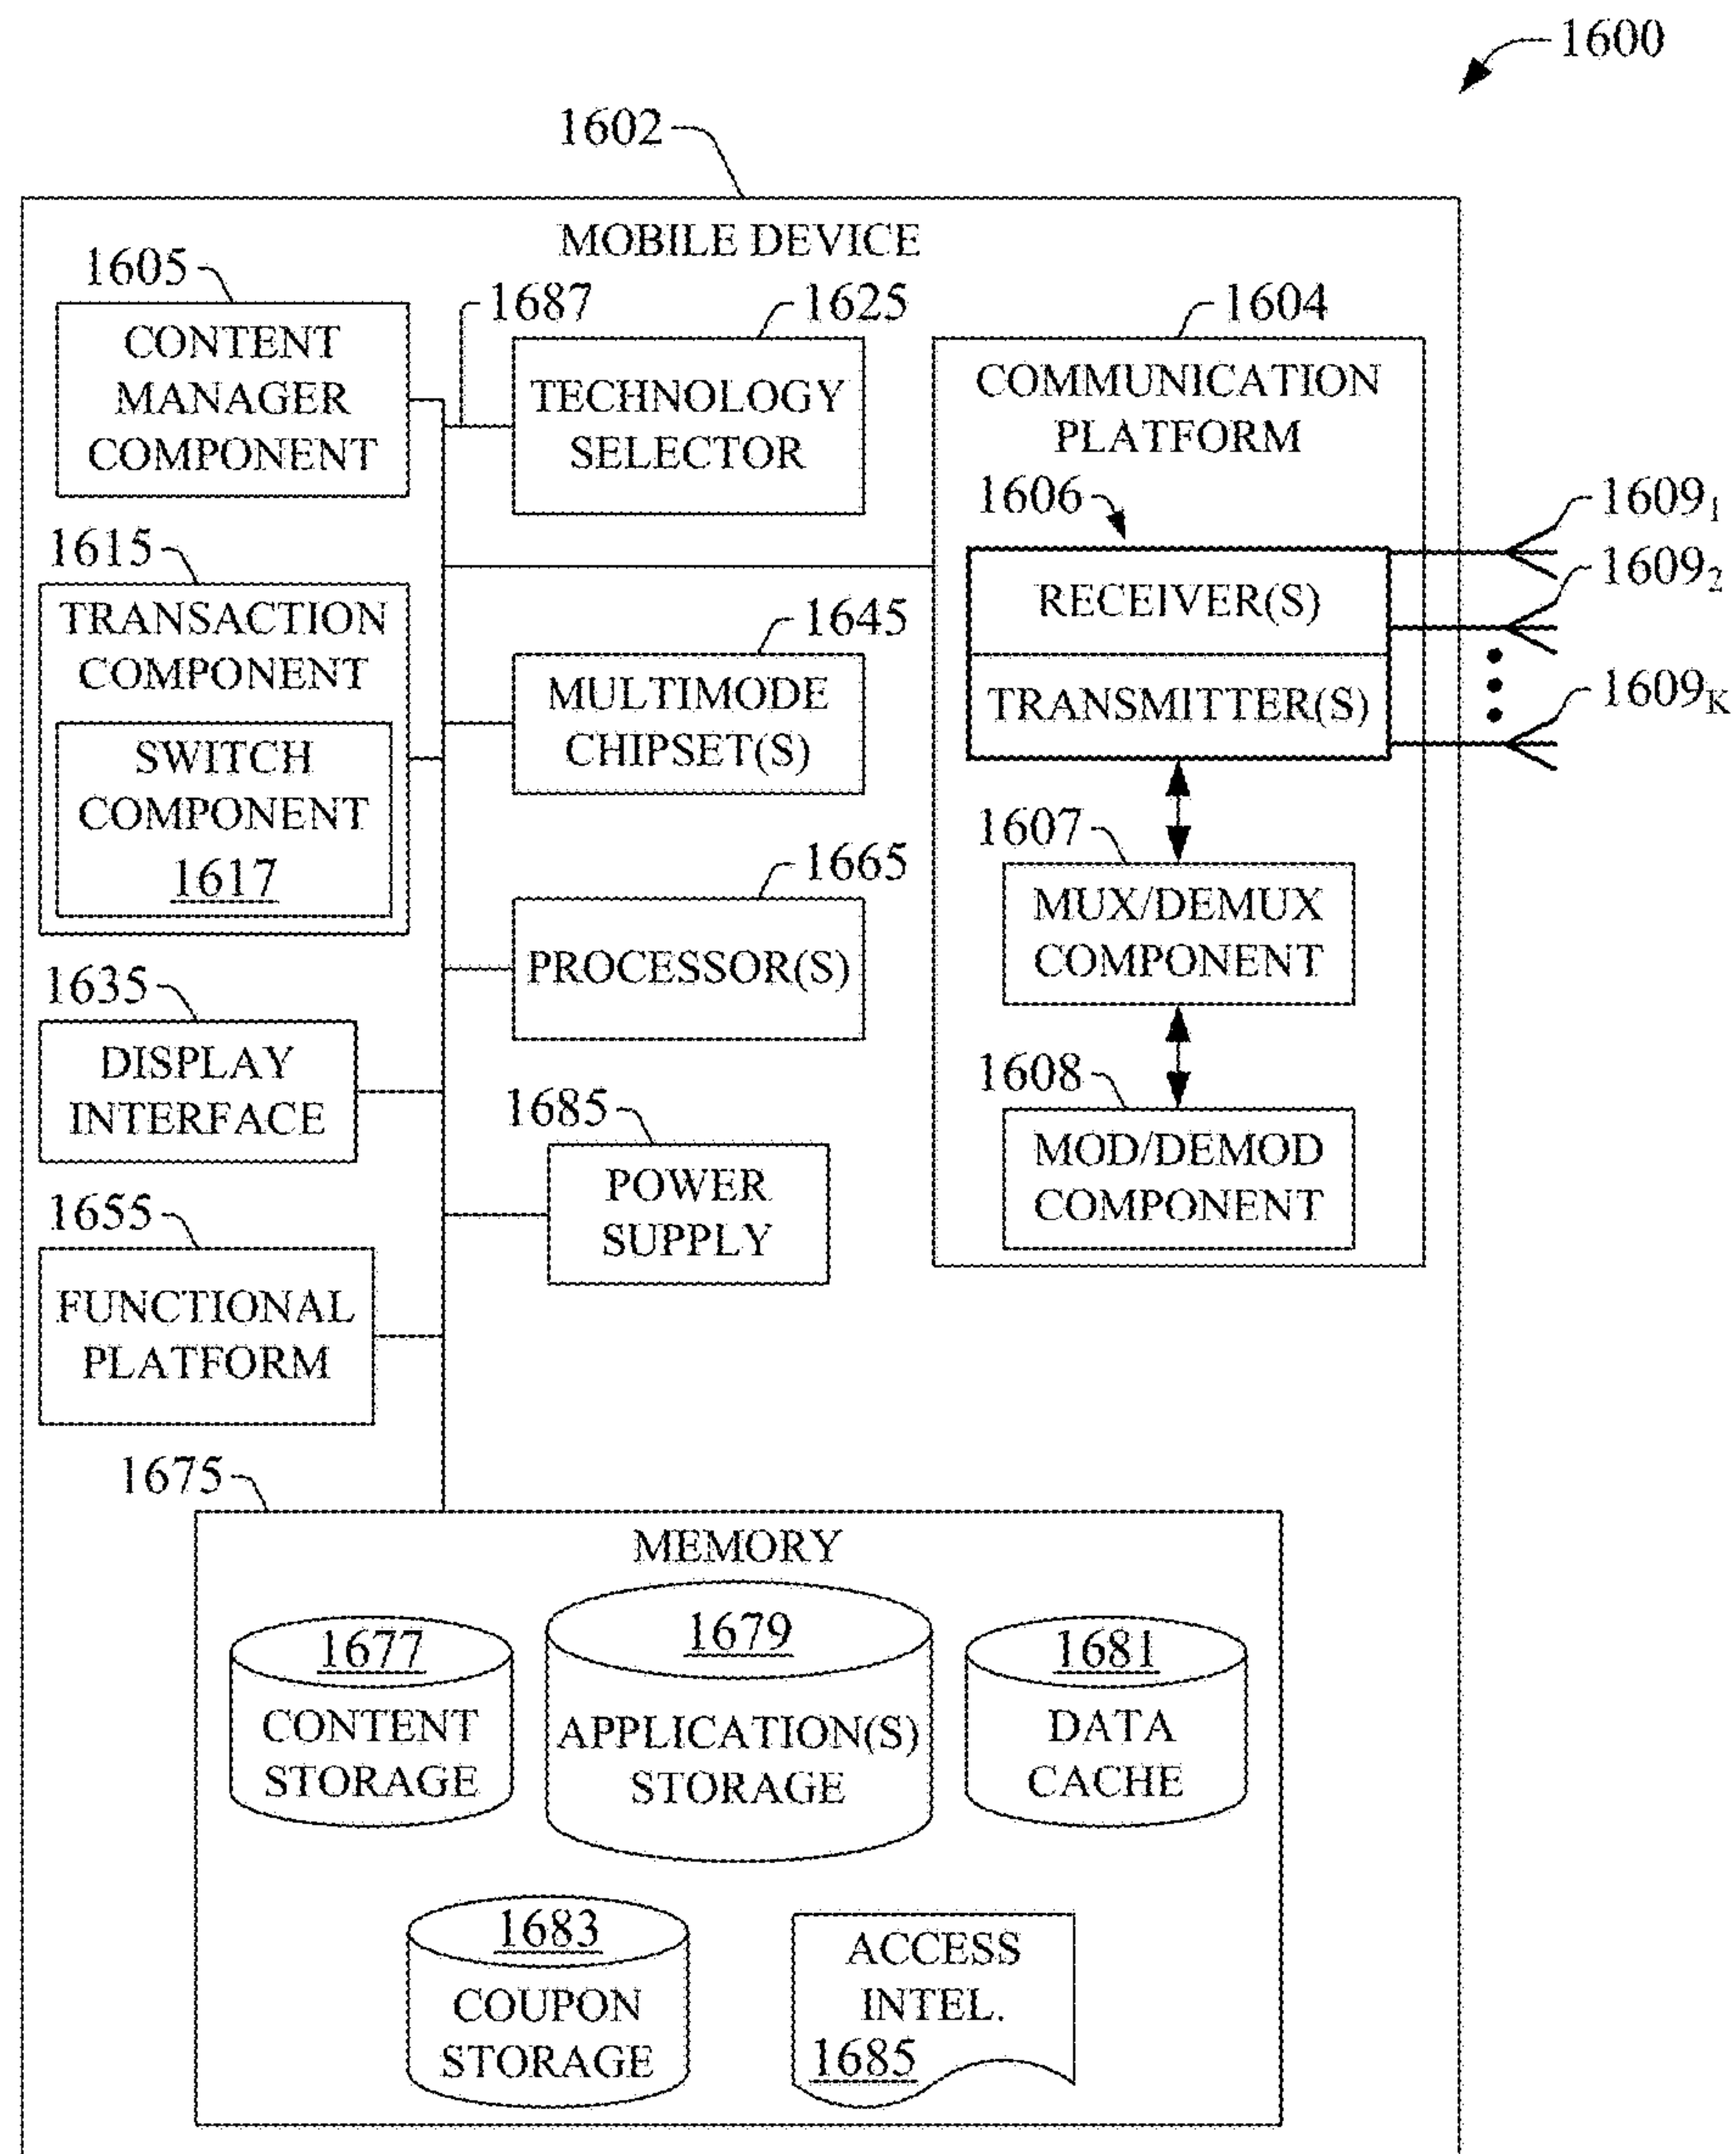 1600
1602
MOBILE DEVICE
1605
CONTENT
MANAGER
COMPONENT
1687
1625
TECHNOLOGY
SELECTOR
1604
COMMUNICATION
PLATFORM
1606
RECEIVER(S)
TRANSMITTER(S)
1609₁
1609₂
1609K
1615
TRANSACTION
COMPONENT
SWITCH
COMPONENT
1617
1645
MULTIMODE
CHIPSET(S)
1607
MUX/DEMUX
COMPONENT
1665
PROCESSOR(S)
1635
DISPLAY
INTERFACE
1608
MOD/DEMOD
COMPONENT
1685
POWER
SUPPLY
1655
FUNCTIONAL
PLATFORM
1675
MEMORY
1677
CONTENT
STORAGE
1679
APPLICATION(S)
STORAGE
1681
DATA
CACHE
1683
COUPON
STORAGE
ACCESS
INTEL.
1685